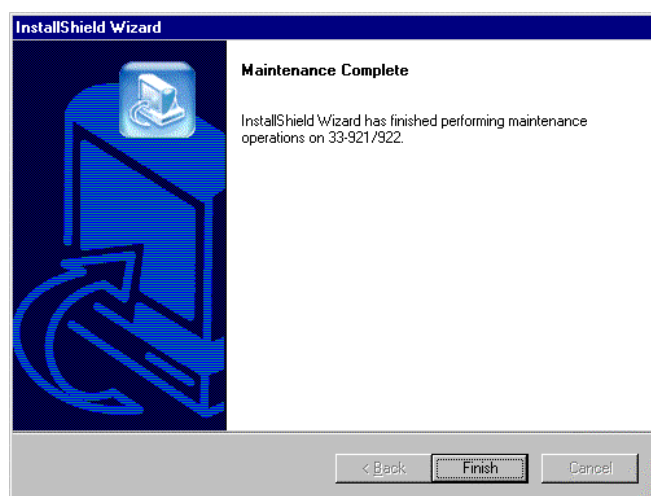 InstallShield Wizard
Maintenance Complete
InstallShield Wizard has finished performing maintenance
operations on 33-921/922.
< Back
Finish
Cancel